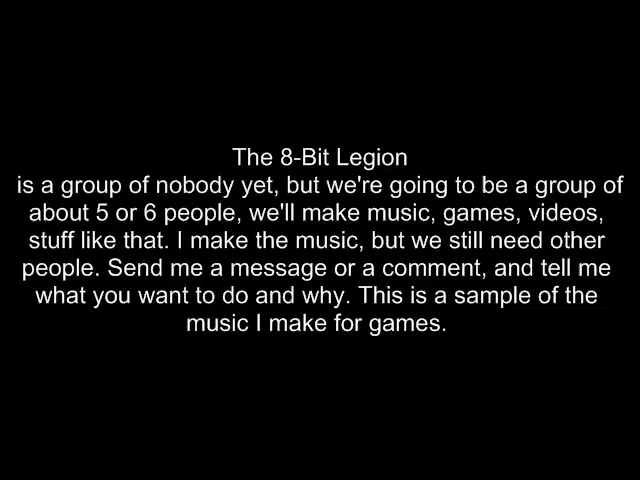 The 8-Bit Legion
is a group of nobody yet, but we're going to be a group of
about 5 or 6 people, we'll make music, games, videos,
stuff like that. I make the music, but we still need other
people. Send me a message or a comment, and tell me
what you want to do and why. This is a sample of the
music I make for games.